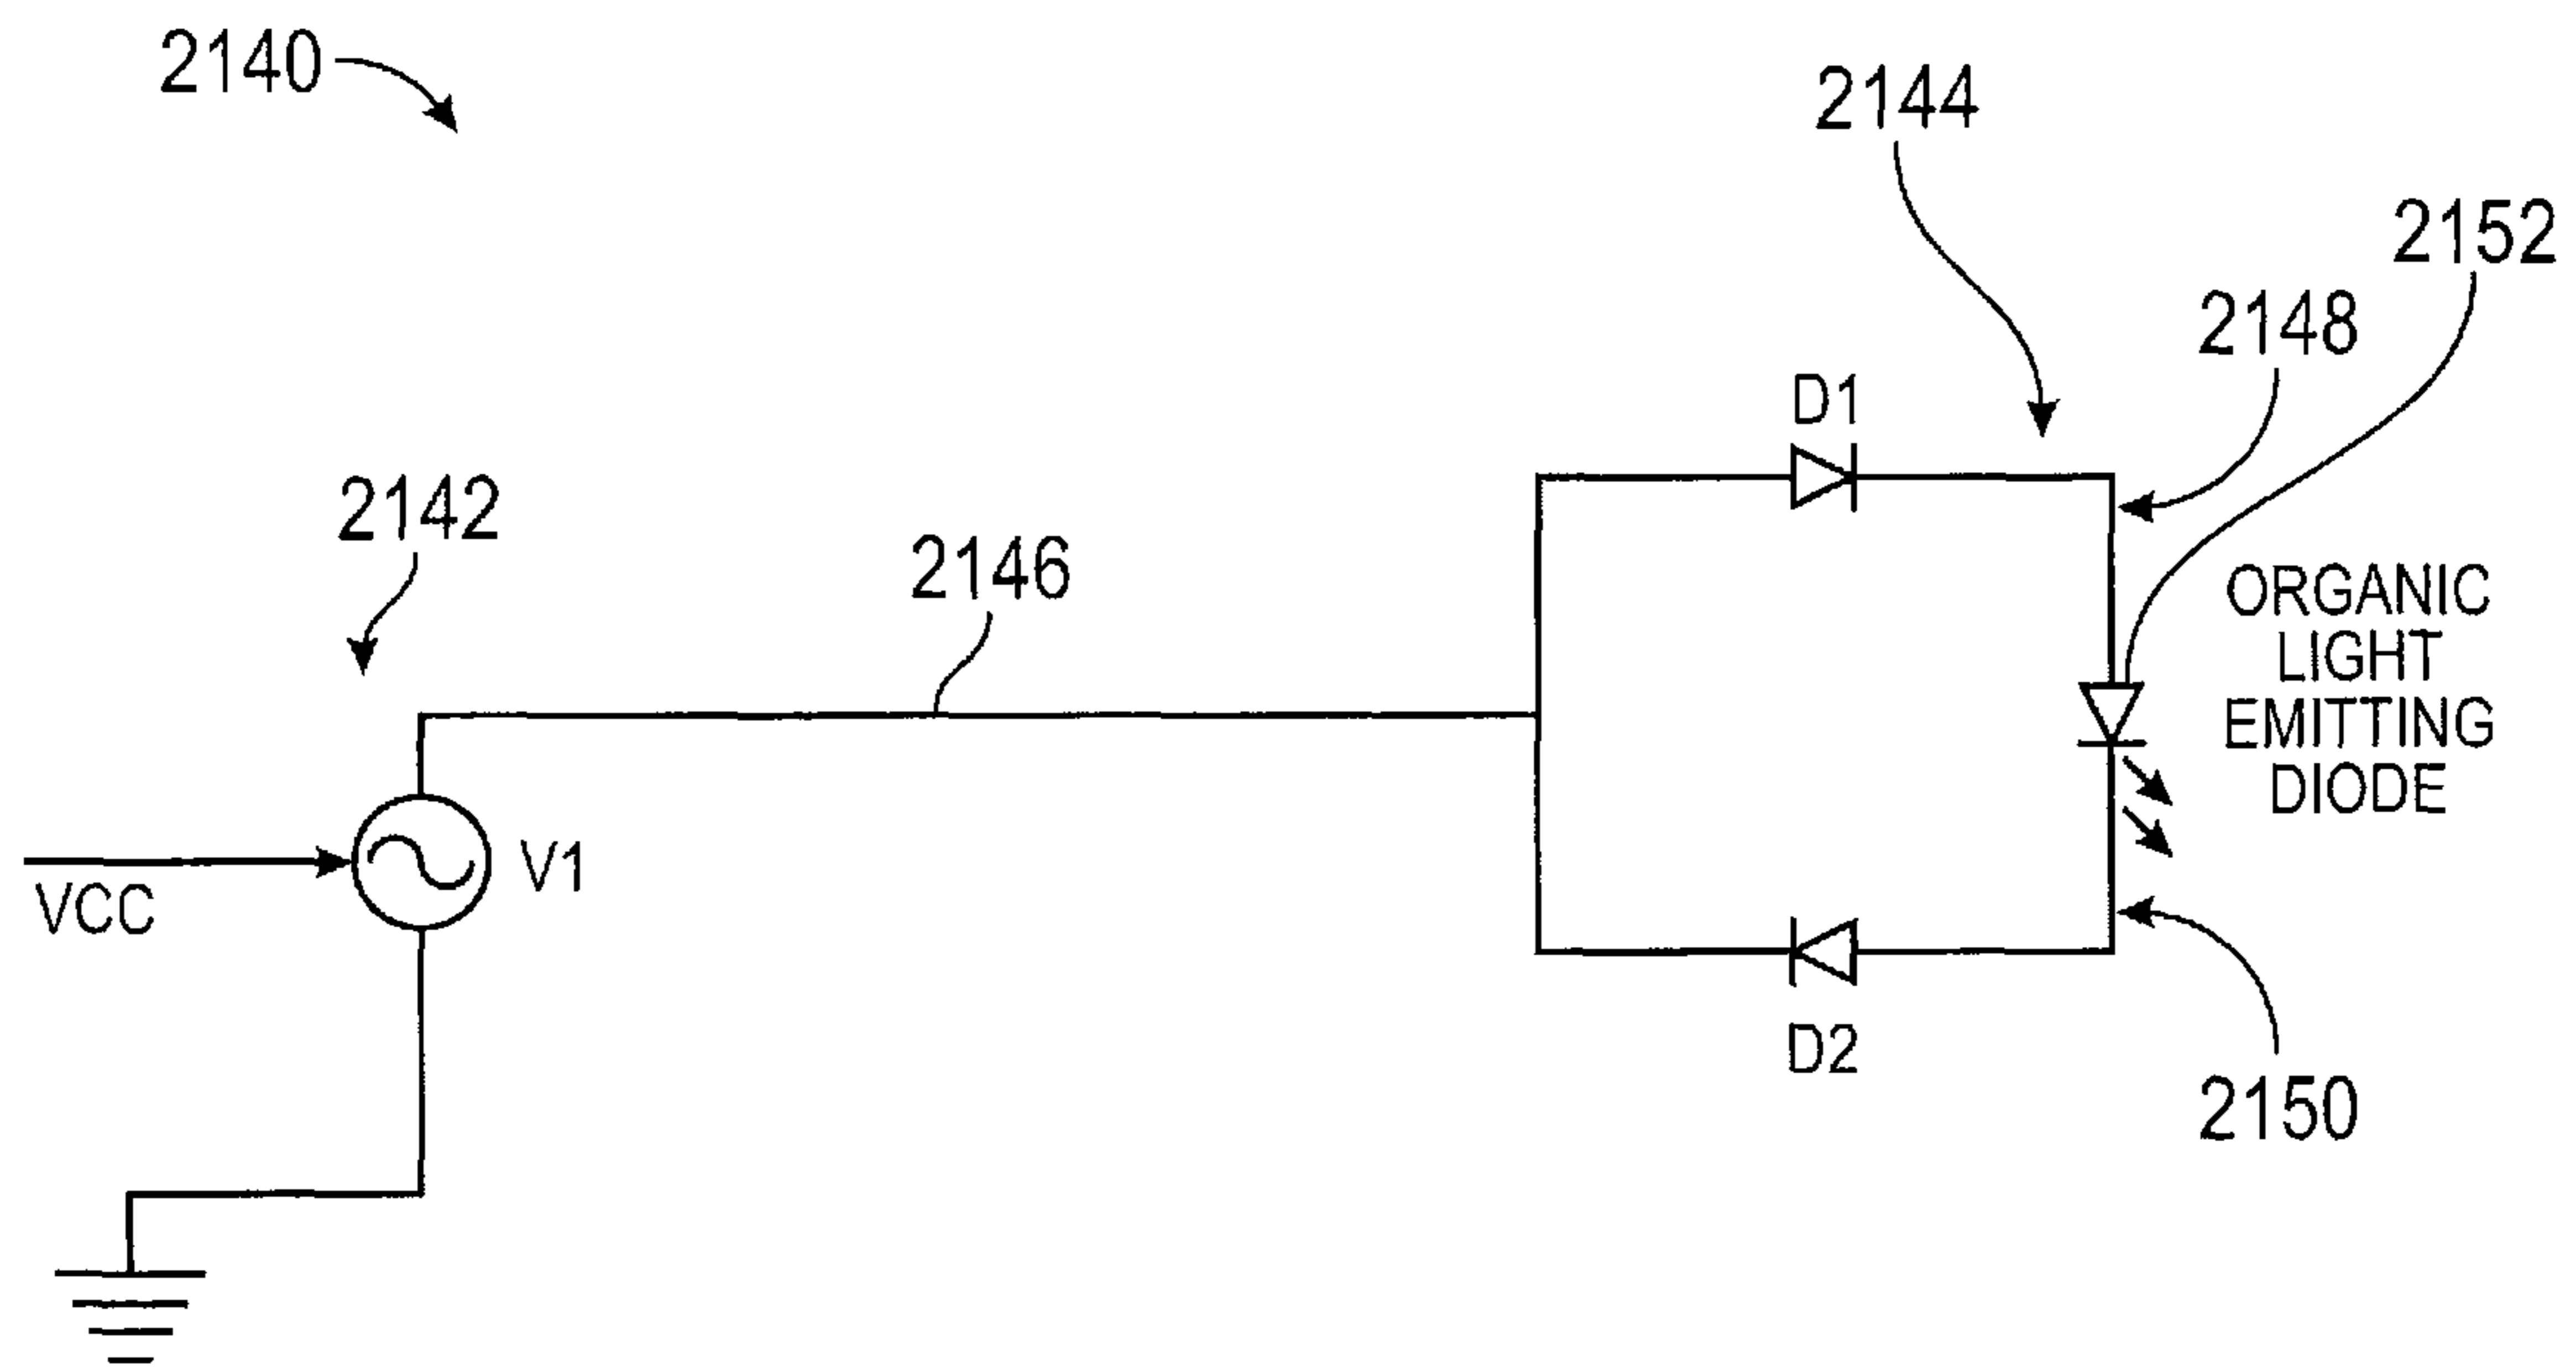 2140
2144
2152
2148
D1
2142
2146
ORGANIC
LIGHT
EMITTING
DIODE
V1
VCC
D2
2150